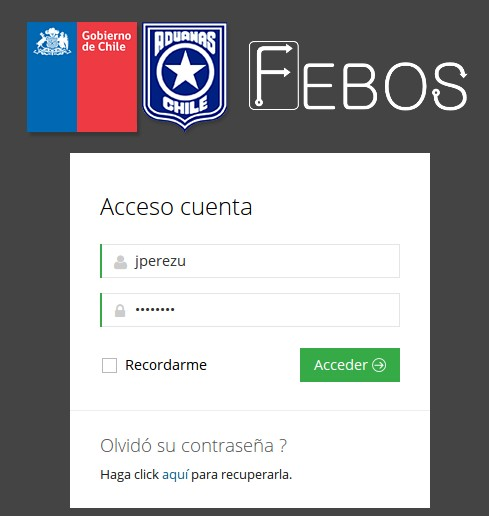 Gobierno
de Chile
ADUANAS
CHILE
FEBOS
Acceso cuenta
jperezu
••••••••
Recordarme
Acceder
Olvidó su contraseña ?
Haga click aquí para recuperarla.